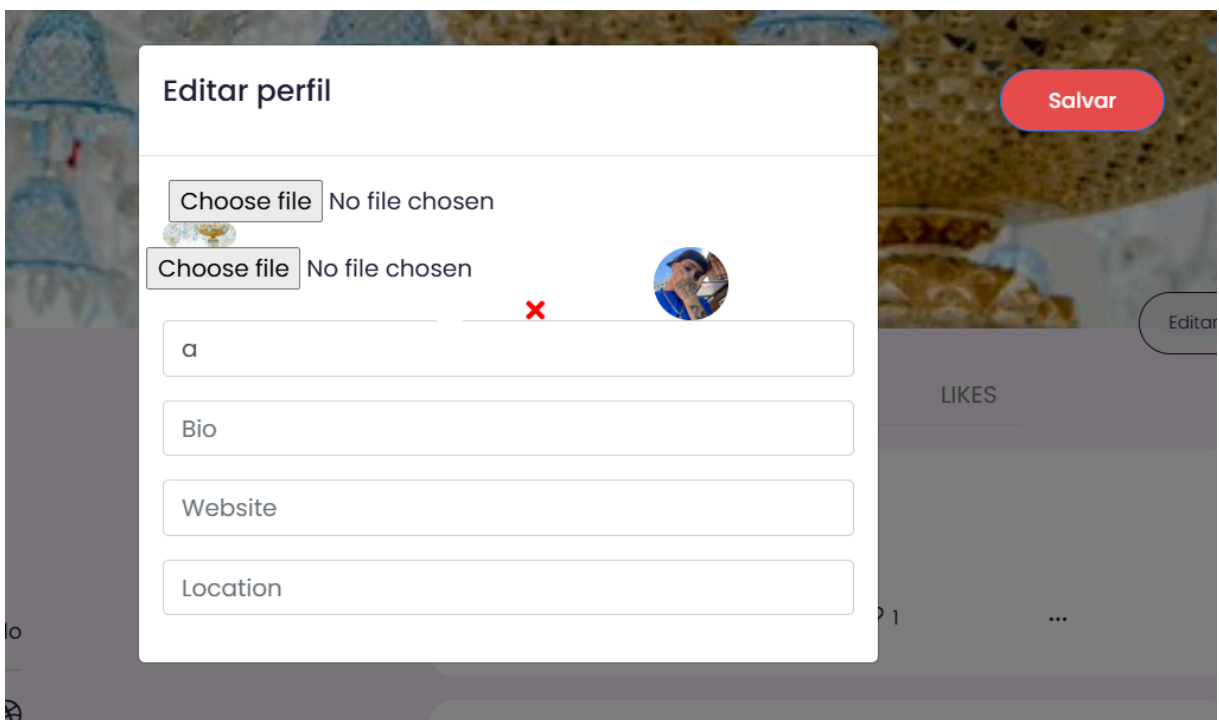 Editar perfil
Salvar
Choose file No file chosen
Choose file No file chosen
a
Editar
LIKES
Bio
Website
Location
1
...